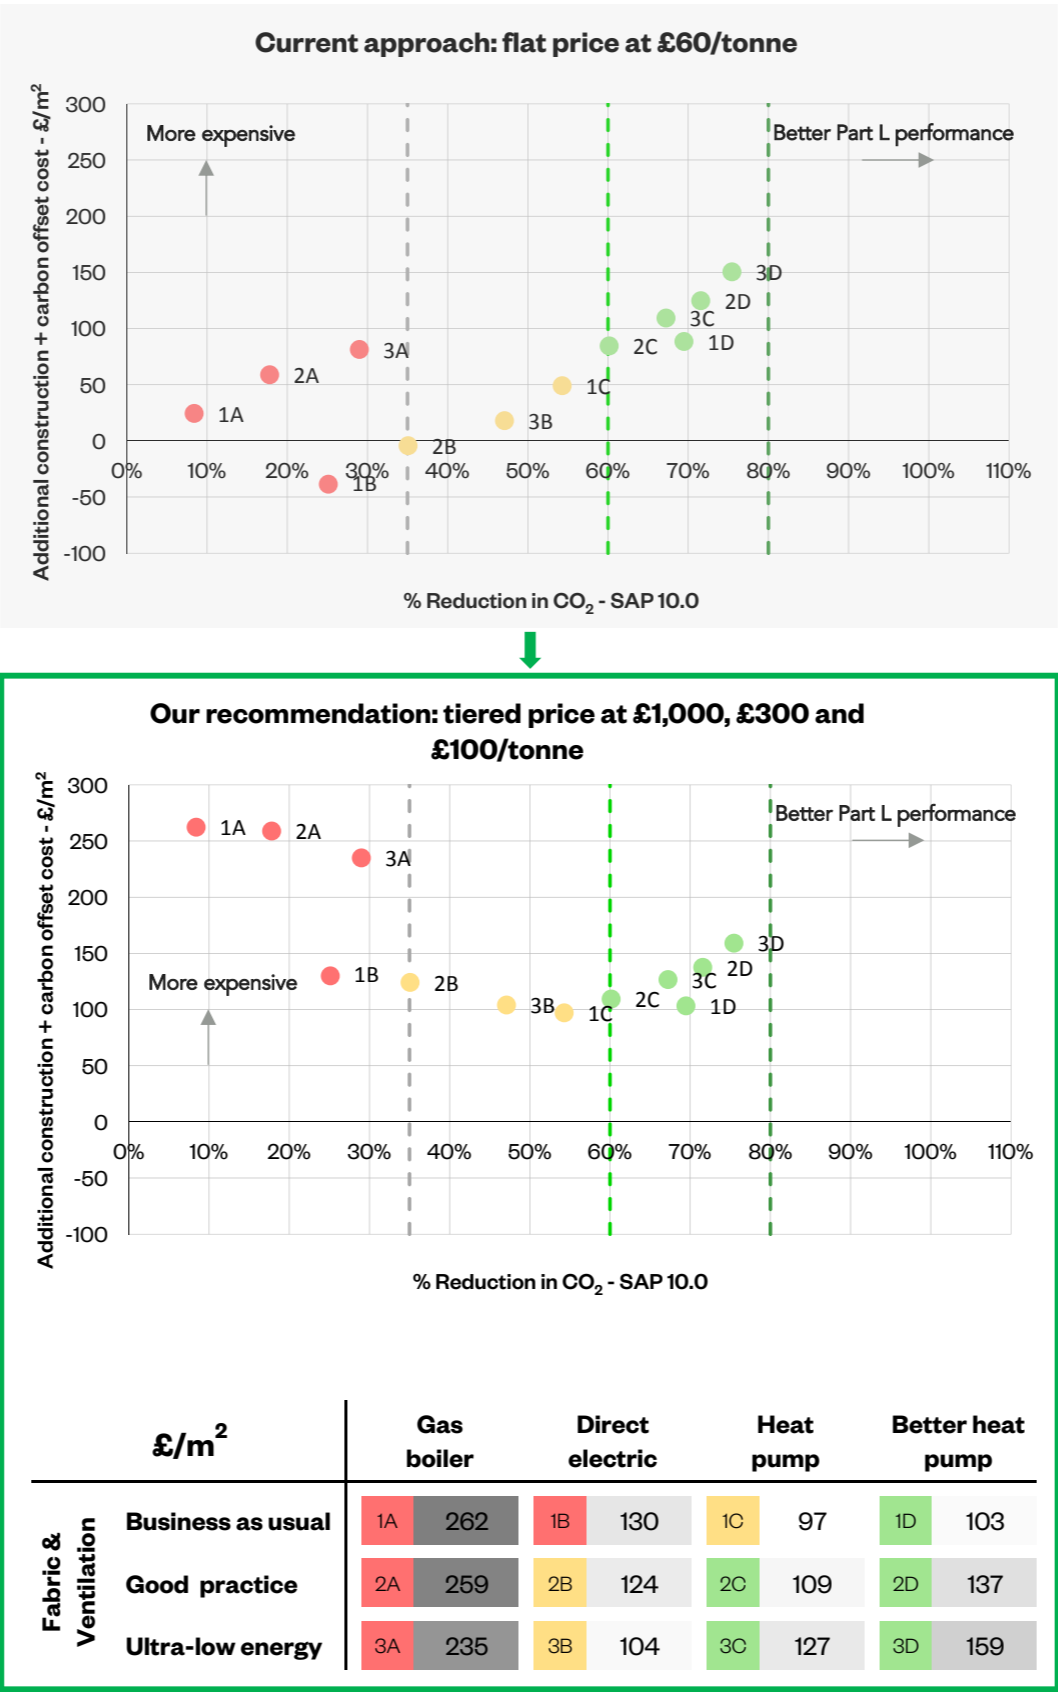 Current approach: flat price at £60/tonne
Additional construction + carbon offset cost - £/m²
300
250
200
150
100
50
0
-50
-100
More expensive
Better Part L performance
3D
2D
3C
1D
2C
3A
2A
1C
1A
3B
2B
1B
0%
10%
20%
30%
40%
50%
60%
70%
80%
90%
100%
110%
% Reduction in CO₂ - SAP 10.0
Our recommendation: tiered price at £1,000, £300 and
£100/tonne
Additional construction + carbon offset cost - £/m²
300
250
200
150
100
50
0
-50
-100
Better Part L performance
More expensive
1A
2A
3A
1B
2B
3B
1C
2C
3C
1D
2D
3D
0%
10%
20%
30%
40%
50%
60%
70%
80%
90%
100%
110%
% Reduction in CO₂ - SAP 10.0
£/m²
Gas
boiler
Direct
electric
Heat
pump
Better heat
pump
Fabric &
Ventilation
Business as usual 1A 262 1B 130 1C 97 1D 103
Good practice 2A 259 2B 124 2C 109 2D 137
Ultra-low energy 3A 235 3B 104 3C 127 3D 159